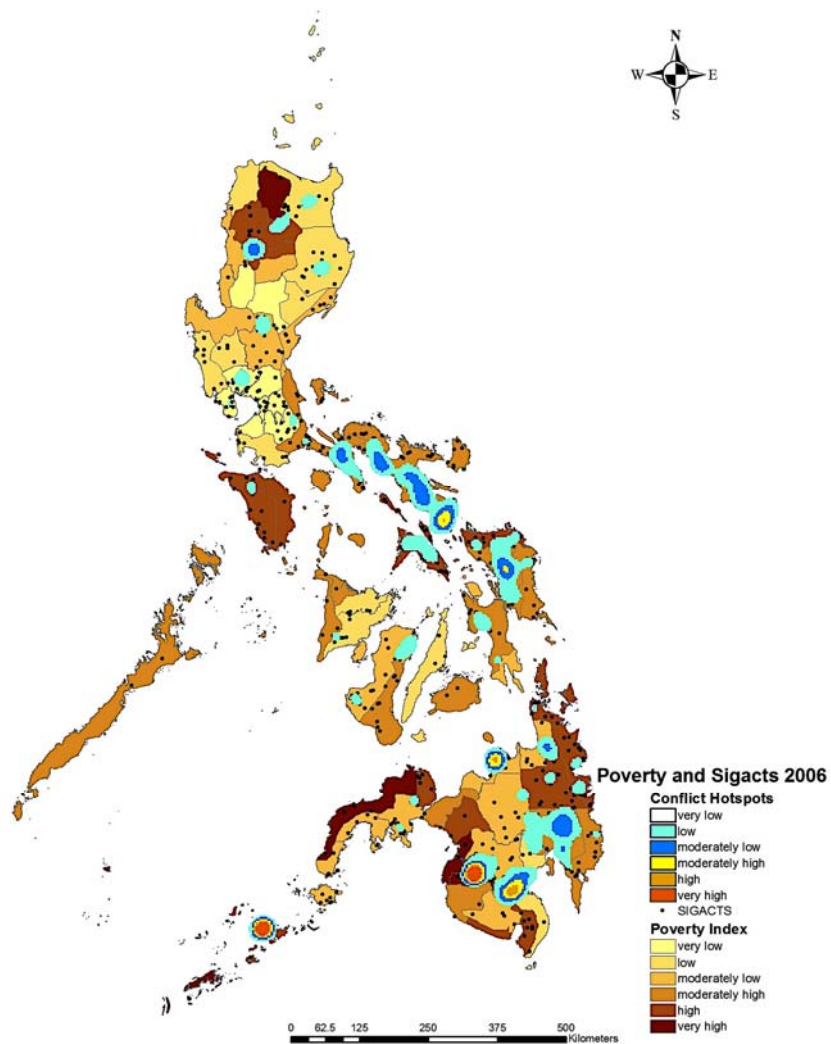 N
W E
S
Poverty and Sigacts 2006
Conflict Hotspots
very low
low
moderately low
moderately high
high
very high
SIGACTS
Poverty Index
very low
low
moderately low
moderately high
high
very high
0 62.5 125 250 375 500
Kilometers